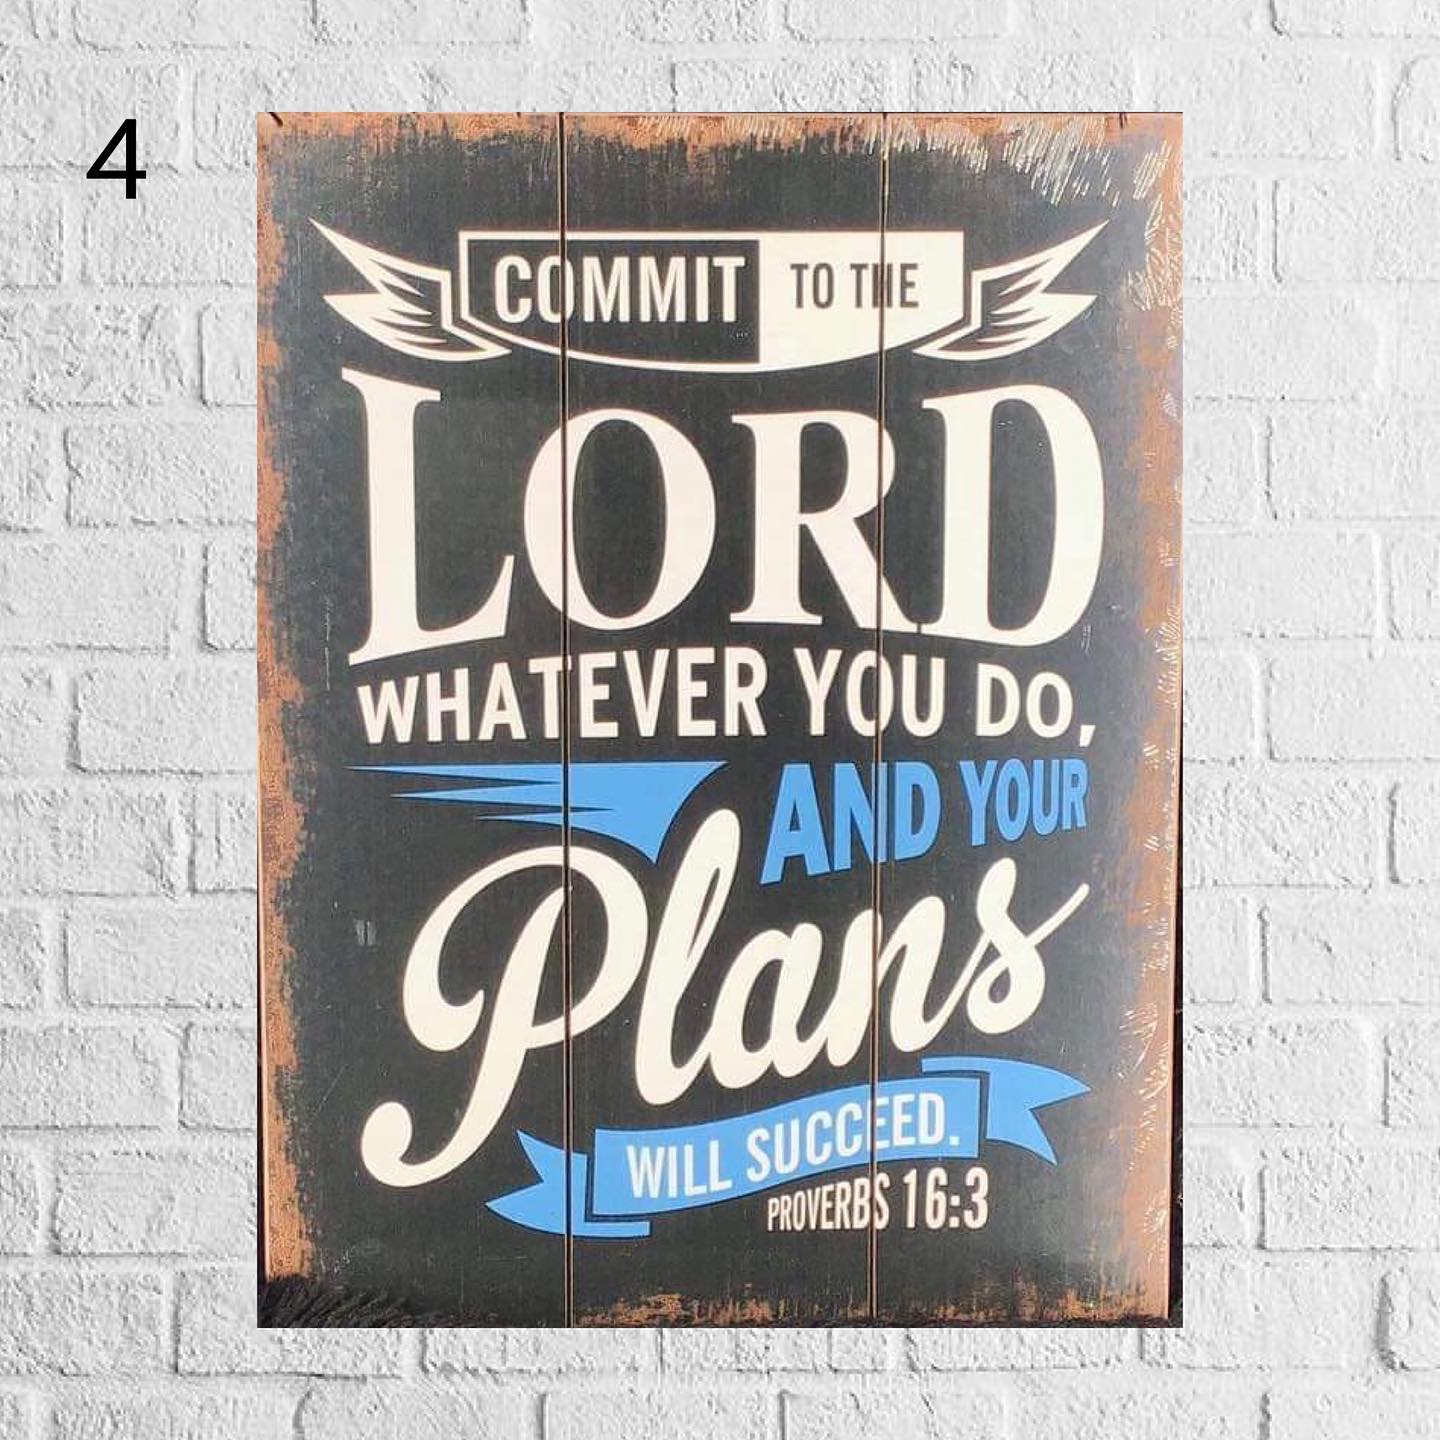 4
COMMIT TO THE
LORD
WHATEVER YOU DO,
AND YOUR
Plans
WILL SUCCEED.
PROVERBS 16:3